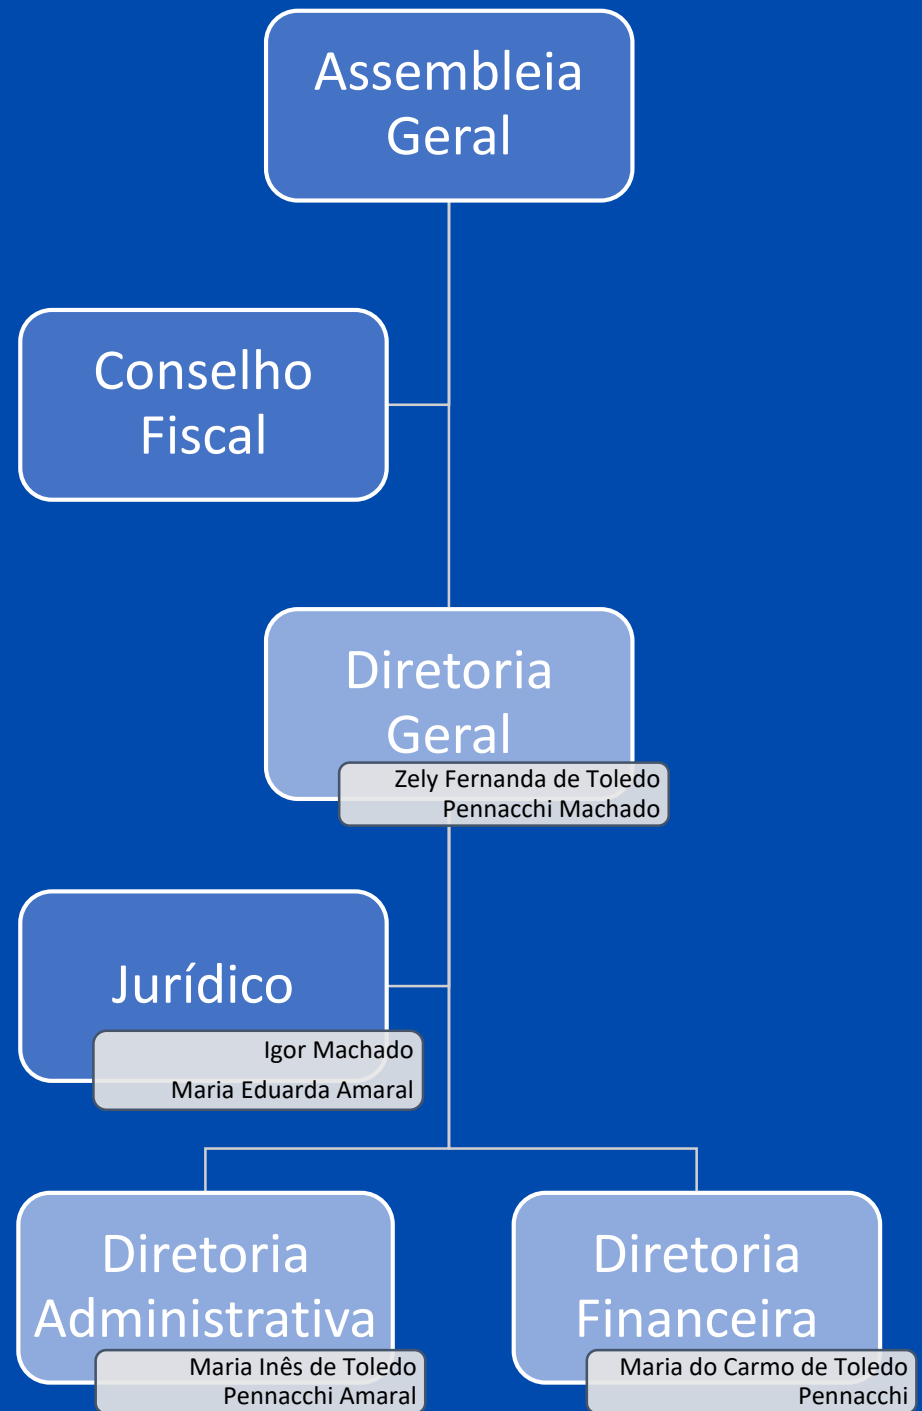 Assembleia
Geral
Conselho
Fiscal
Diretoria
Geral
Zely Fernanda de Toledo
Pennacchi Machado
Jurídico
Igor Machado
Maria Eduarda Amaral
Diretoria
Administrativa
Maria Inês de Toledo
Pennacchi Amaral
Diretoria
Financeira
Maria do Carmo de Toledo
Pennacchi